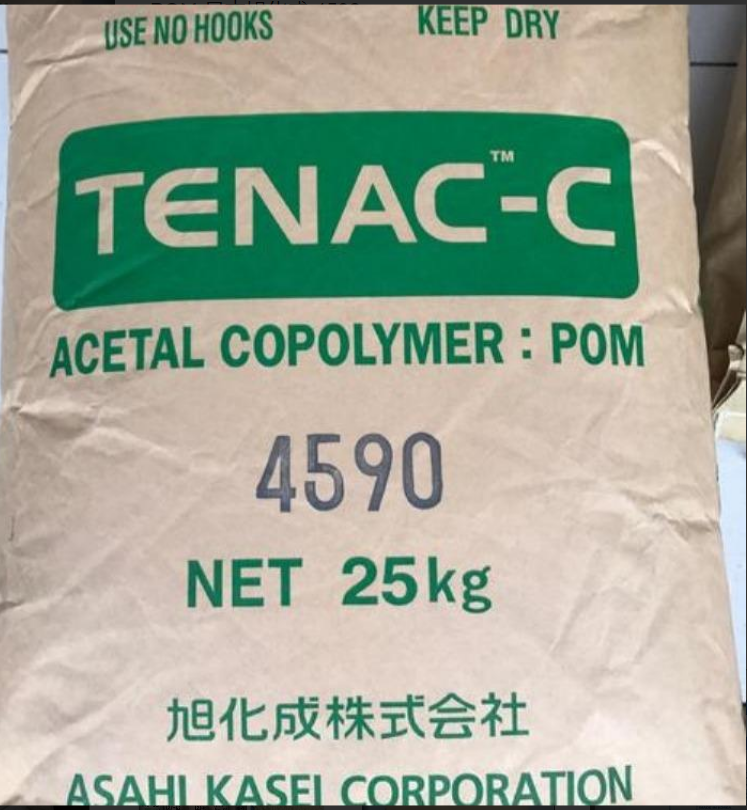 USE NO HOOKS KEEP DRY
TENAC™-C
ACETAL COPOLYMER : POM
4590
NET 25kg
旭化成株式会社
ASAHI KASEI CORPORATION